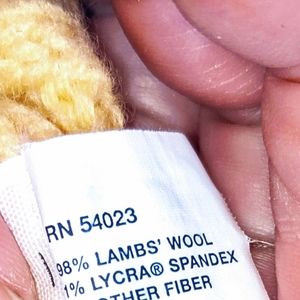 RN 54023
98% LAMBS' WOOL
1% LYCRA® SPANDEX
OTHER FIBER